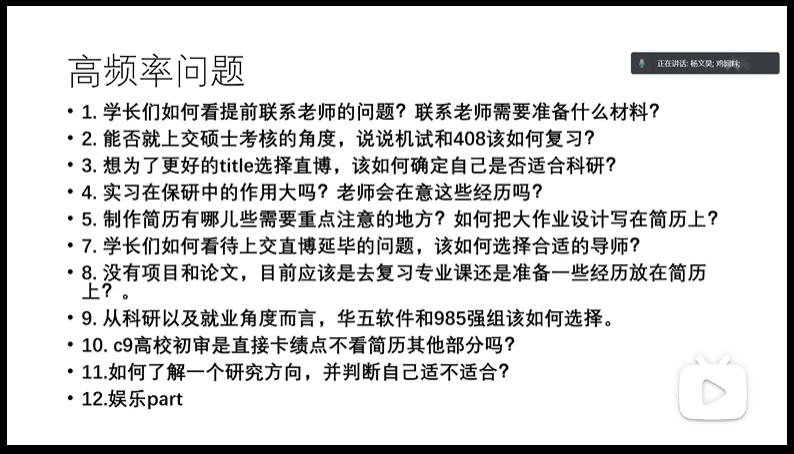 高频率问题
正在讲话: 杨文昊; 鸡饲料;
• 1. 学长们如何看提前联系老师的问题？联系老师需要准备什么材料？
• 2. 能否就上交硕士考核的角度，说说机试和408该如何复习？
• 3. 想为了更好的title选择直博，该如何确定自己是否适合科研？
• 4. 实习在保研中的作用大吗？老师会在意这些经历吗？
• 5. 制作简历有哪儿些需要重点注意的地方？如何把大作业设计写在简历上？
• 7. 学长们如何看待上交直博延毕的问题，该如何选择合适的导师？
• 8. 没有项目和论文，目前应该是去复习专业课还是准备一些经历放在简历
上？。
• 9. 从科研以及就业角度而言，华五软件和985强组该如何选择。
• 10. c9高校初审是直接卡绩点不看简历其他部分吗？
• 11.如何了解一个研究方向，并判断自己适不适合？
• 12.娱乐part